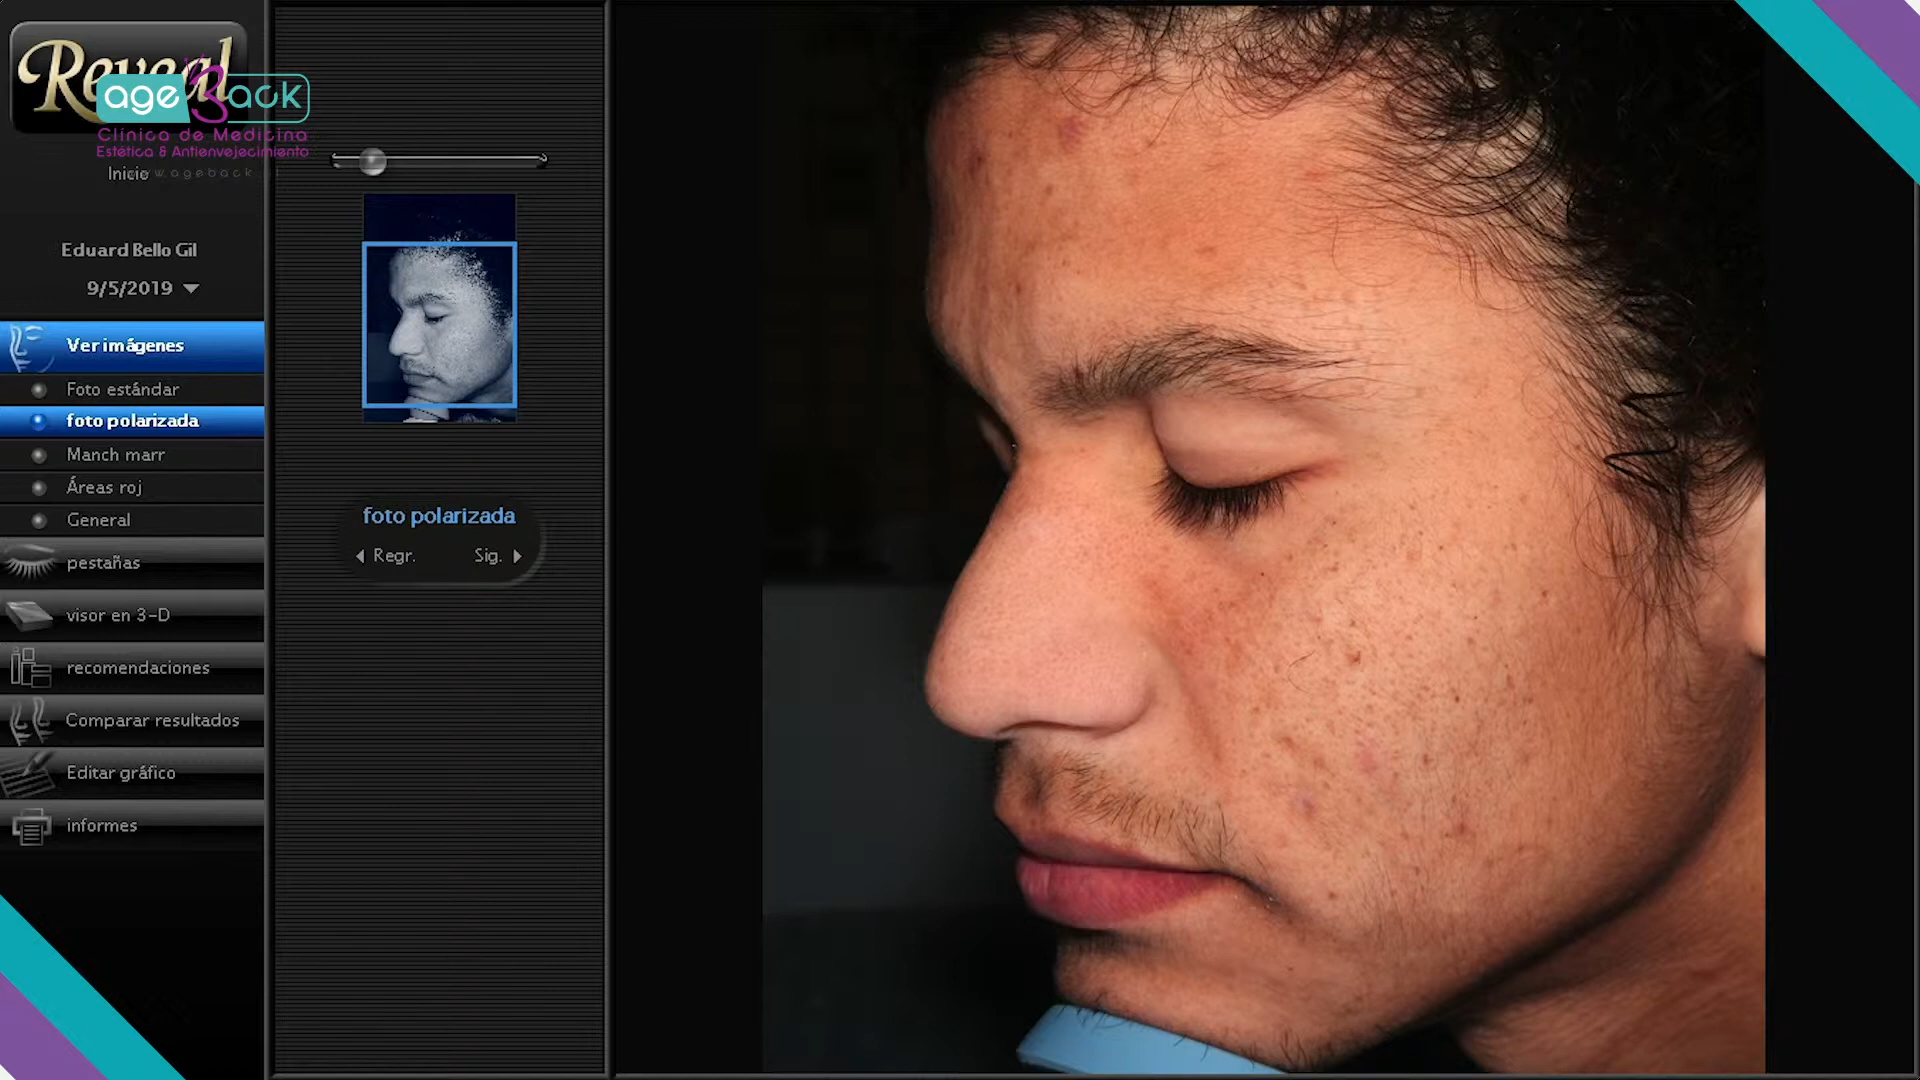 Reveal
ageBack
Clínica de Medicina
Estética & Antienvejecimiento
Inicio
Eduard Bello Gil
9/5/2019
Ver imágenes
Foto estándar
foto polarizada
Manch marr
Áreas roj
General
pestañas
visor en 3-D
recomendaciones
Comparar resultados
Editar gráfico
informes
foto polarizada
Regr. Sig.